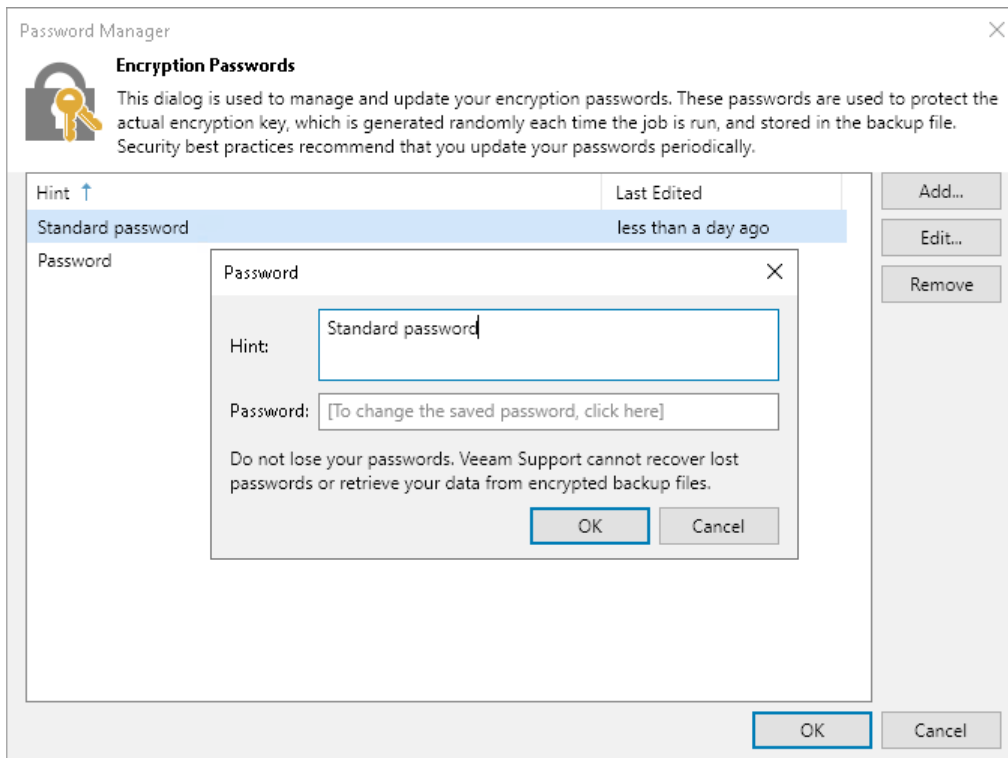 Password Manager
Encryption Passwords
This dialog is used to manage and update your encryption passwords. These passwords are used to protect the
actual encryption key, which is generated randomly each time the job is run, and stored in the backup file.
Security best practices recommend that you update your passwords periodically.
Hint ↑ Last Edited
Add...
Standard password less than a day ago
Edit...
Password
Remove
Password
Hint: Standard password
Password: [To change the saved password, click here]
Do not lose your passwords. Veeam Support cannot recover lost
passwords or retrieve your data from encrypted backup files.
OK Cancel
OK Cancel